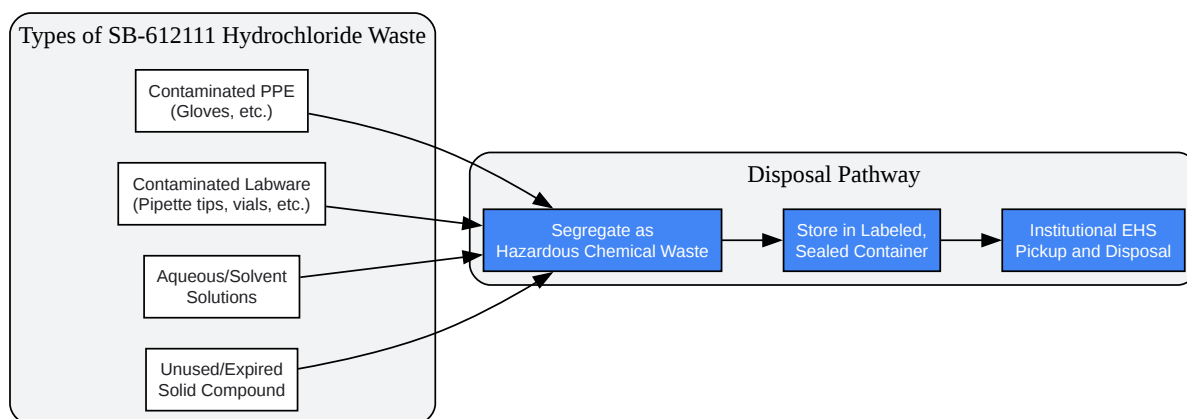 Types of SB-612111 Hydrochloride Waste
Contaminated PPE
(Gloves, etc.)
Contaminated Labware
(Pipette tips, vials, etc.)
Aqueous/Solvent
Solutions
Unused/Expired
Solid Compound
Disposal Pathway
Segregate as
Hazardous Chemical Waste
Store in Labeled,
Sealed Container
Institutional EHS
Pickup and Disposal